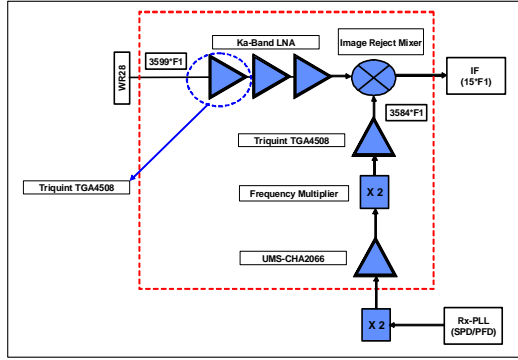 Ka-Band LNA
Image Reject Mixer
WR28
3599*F1
IF
(15*F1)
3584*F1
Triquint TGA4508
Triquint TGA4508
Frequency Multiplier
X 2
UMS-CHA2066
X 2
Rx-PLL
(SPD/PFD)